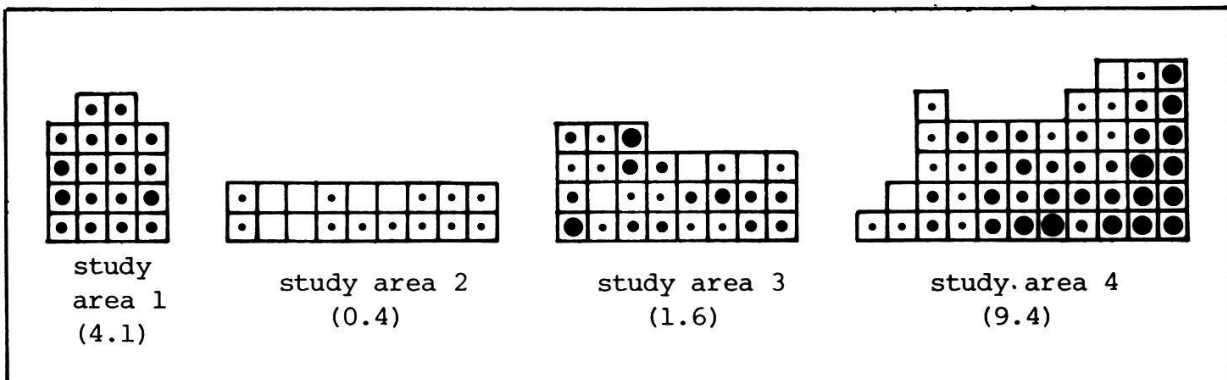 study
area 1
(4.1)
study area 2
(0.4)
study area 3
(1.6)
study area 4
(9.4)